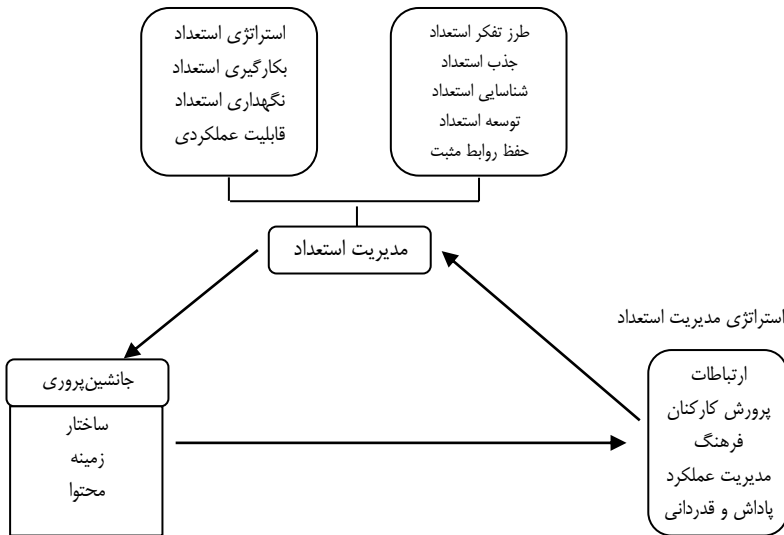 طرز تفکر استعداد
جذب استعداد
شناسایی استعداد
توسعه استعداد
حفظ روابط مثبت
استراتژی استعداد
بکارگیری استعداد
نگهداری استعداد
قابلیت عملکردی
مدیریت استعداد
استراتژی مدیریت استعداد
ارتباطات
پرورش کارکنان
فرهنگ
مدیریت عملکرد
پاداش و قدردانی
جانشین‌پروری
ساختار
زمینه
محتوا